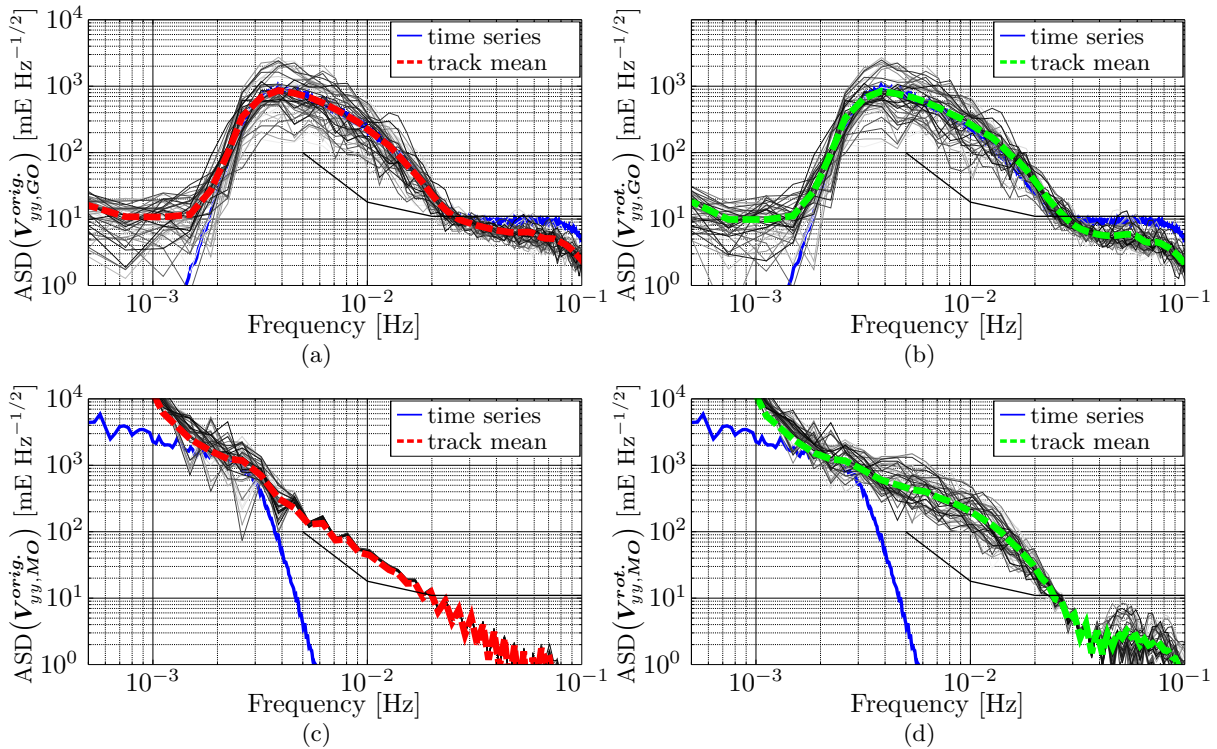 10^4
10^3
10^2
10^1
10^0
ASD(V^{orig.}_{yy,GO}) [mE Hz^{-1/2}]
time series
track mean
10^{-3}
10^{-2}
10^{-1}
Frequency [Hz]
(a)
10^4
10^3
10^2
10^1
10^0
ASD(V^{rot.}_{yy,GO}) [mE Hz^{-1/2}]
time series
track mean
10^{-3}
10^{-2}
10^{-1}
Frequency [Hz]
(b)
10^4
10^3
10^2
10^1
10^0
ASD(V^{orig.}_{yy,MO}) [mE Hz^{-1/2}]
time series
track mean
10^{-3}
10^{-2}
10^{-1}
Frequency [Hz]
(c)
10^4
10^3
10^2
10^1
10^0
ASD(V^{rot.}_{yy,MO}) [mE Hz^{-1/2}]
time series
track mean
10^{-3}
10^{-2}
10^{-1}
Frequency [Hz]
(d)